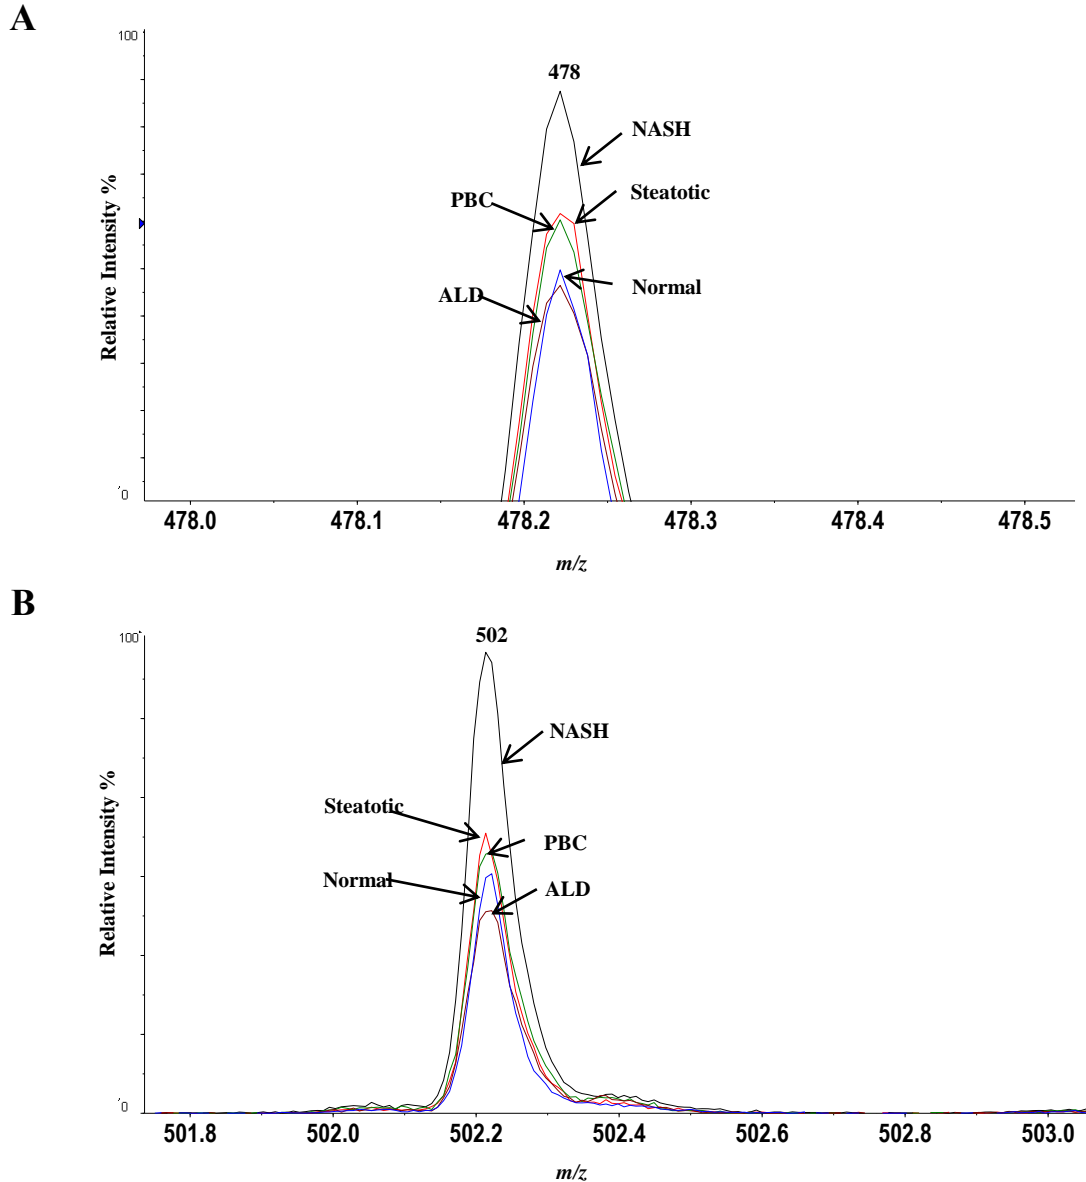 A
100
478
NASH
PBC
Steatotic
Normal
ALD
Relative Intensity %
0
478.0 478.1 478.2 478.3 478.4 478.5
m/z
B
100
502
NASH
Steatotic
PBC
Normal
ALD
Relative Intensity %
0
501.8 502.0 502.2 502.4 502.6 502.8 503.0
m/z